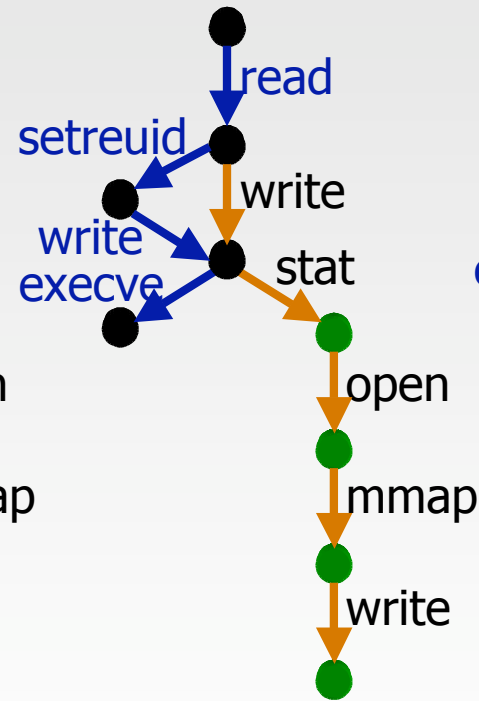 read
setreuid
write
write
stat
execve
open
mmap
write